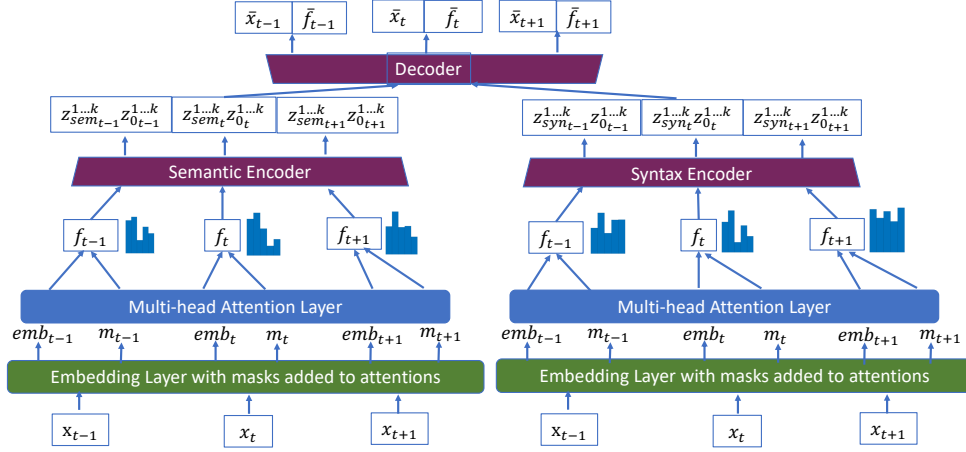 x̄_{t−1} f̄_{t−1} x̄_t f̄_t x̄_{t+1} f̄_{t+1}
Decoder
z^{1…k}_{sem_{t−1}} z^{1…k}_{0_{t−1}} z^{1…k}_{sem_t} z^{1…k}_{0_t} z^{1…k}_{sem_{t+1}} z^{1…k}_{0_{t+1}}
z^{1…k}_{syn_{t−1}} z^{1…k}_{0_{t−1}} z^{1…k}_{syn_t} z^{1…k}_{0_t} z^{1…k}_{syn_{t+1}} z^{1…k}_{0_{t+1}}
Semantic Encoder
Syntax Encoder
f_{t−1} f_t f_{t+1}
f_{t−1} f_t f_{t+1}
Multi-head Attention Layer
Multi-head Attention Layer
emb_{t−1} m_{t−1} emb_t m_t emb_{t+1} m_{t+1}
emb_{t−1} m_{t−1} emb_t m_t emb_{t+1} m_{t+1}
Embedding Layer with masks added to attentions
Embedding Layer with masks added to attentions
x_{t−1} x_t x_{t+1}
x_{t−1} x_t x_{t+1}